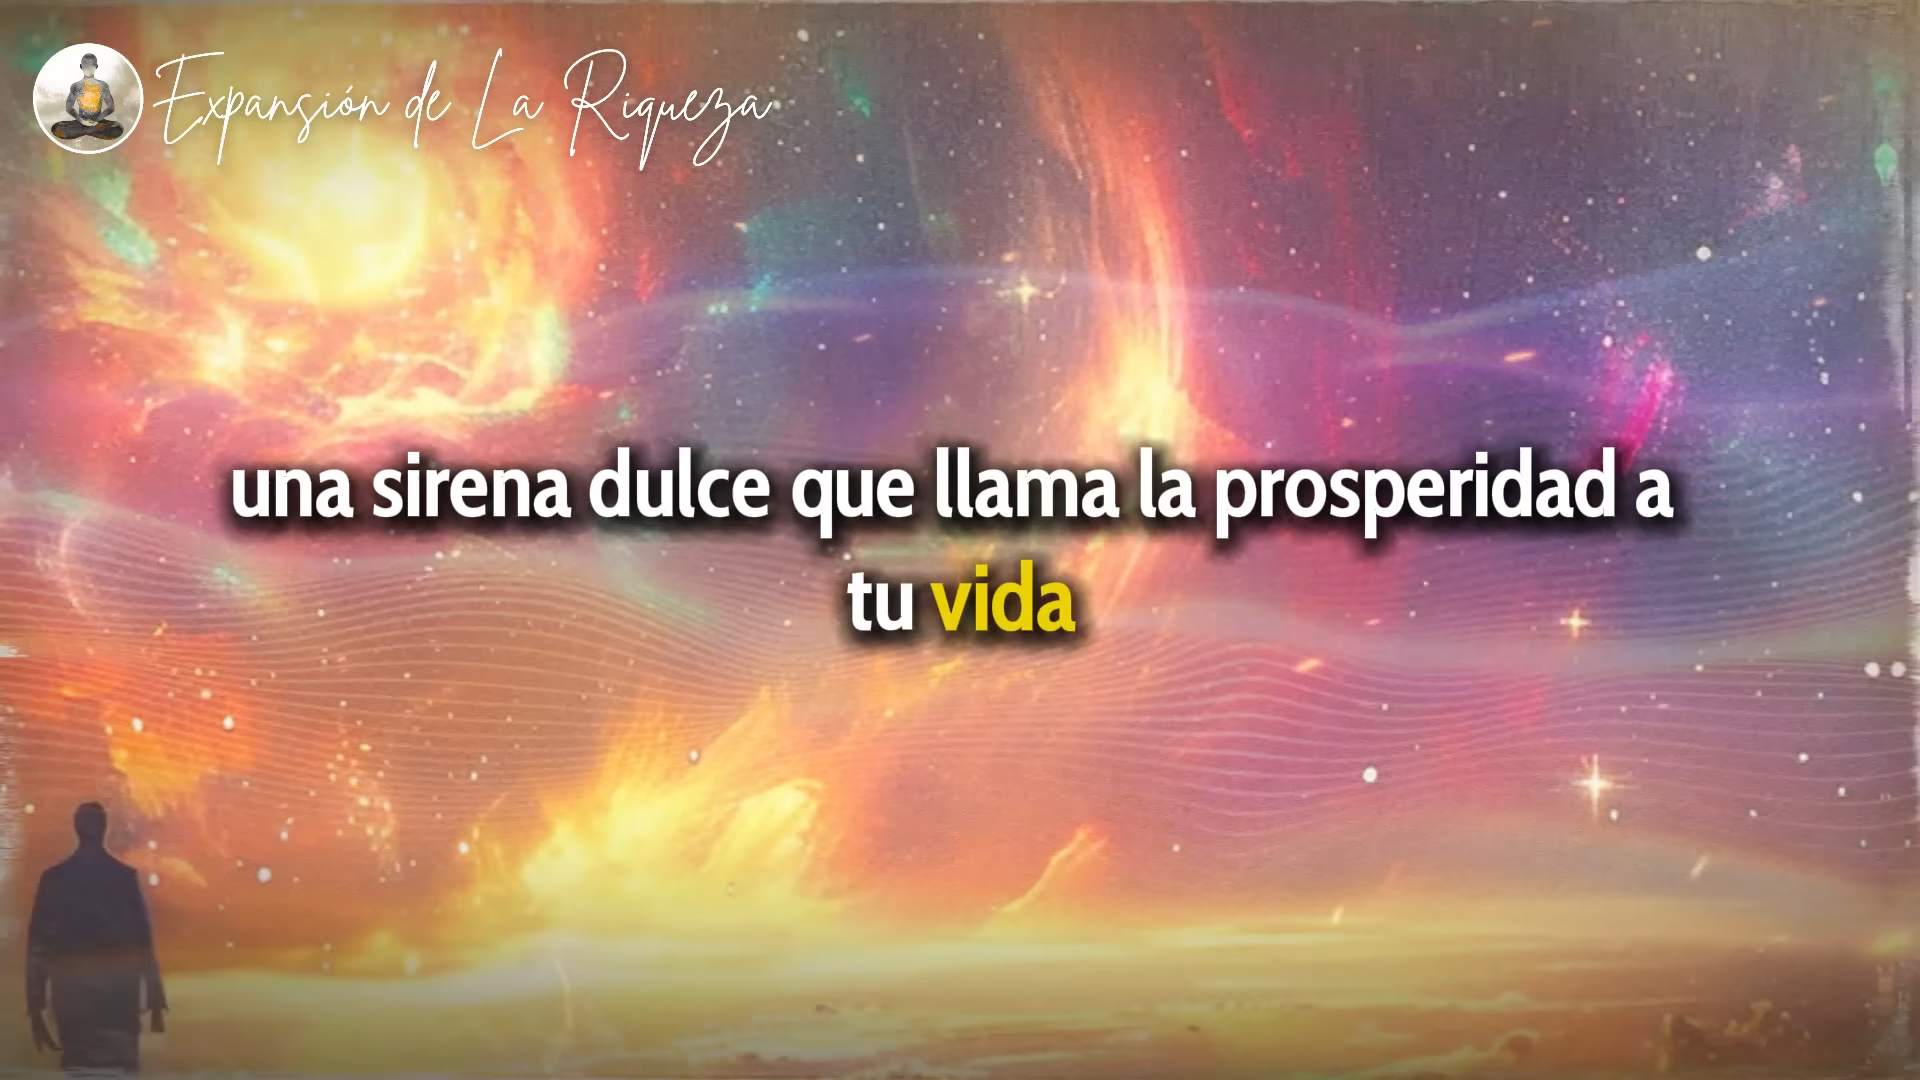 Expansión de La Riqueza
una sirena dulce que llama la prosperidad a
tu vida